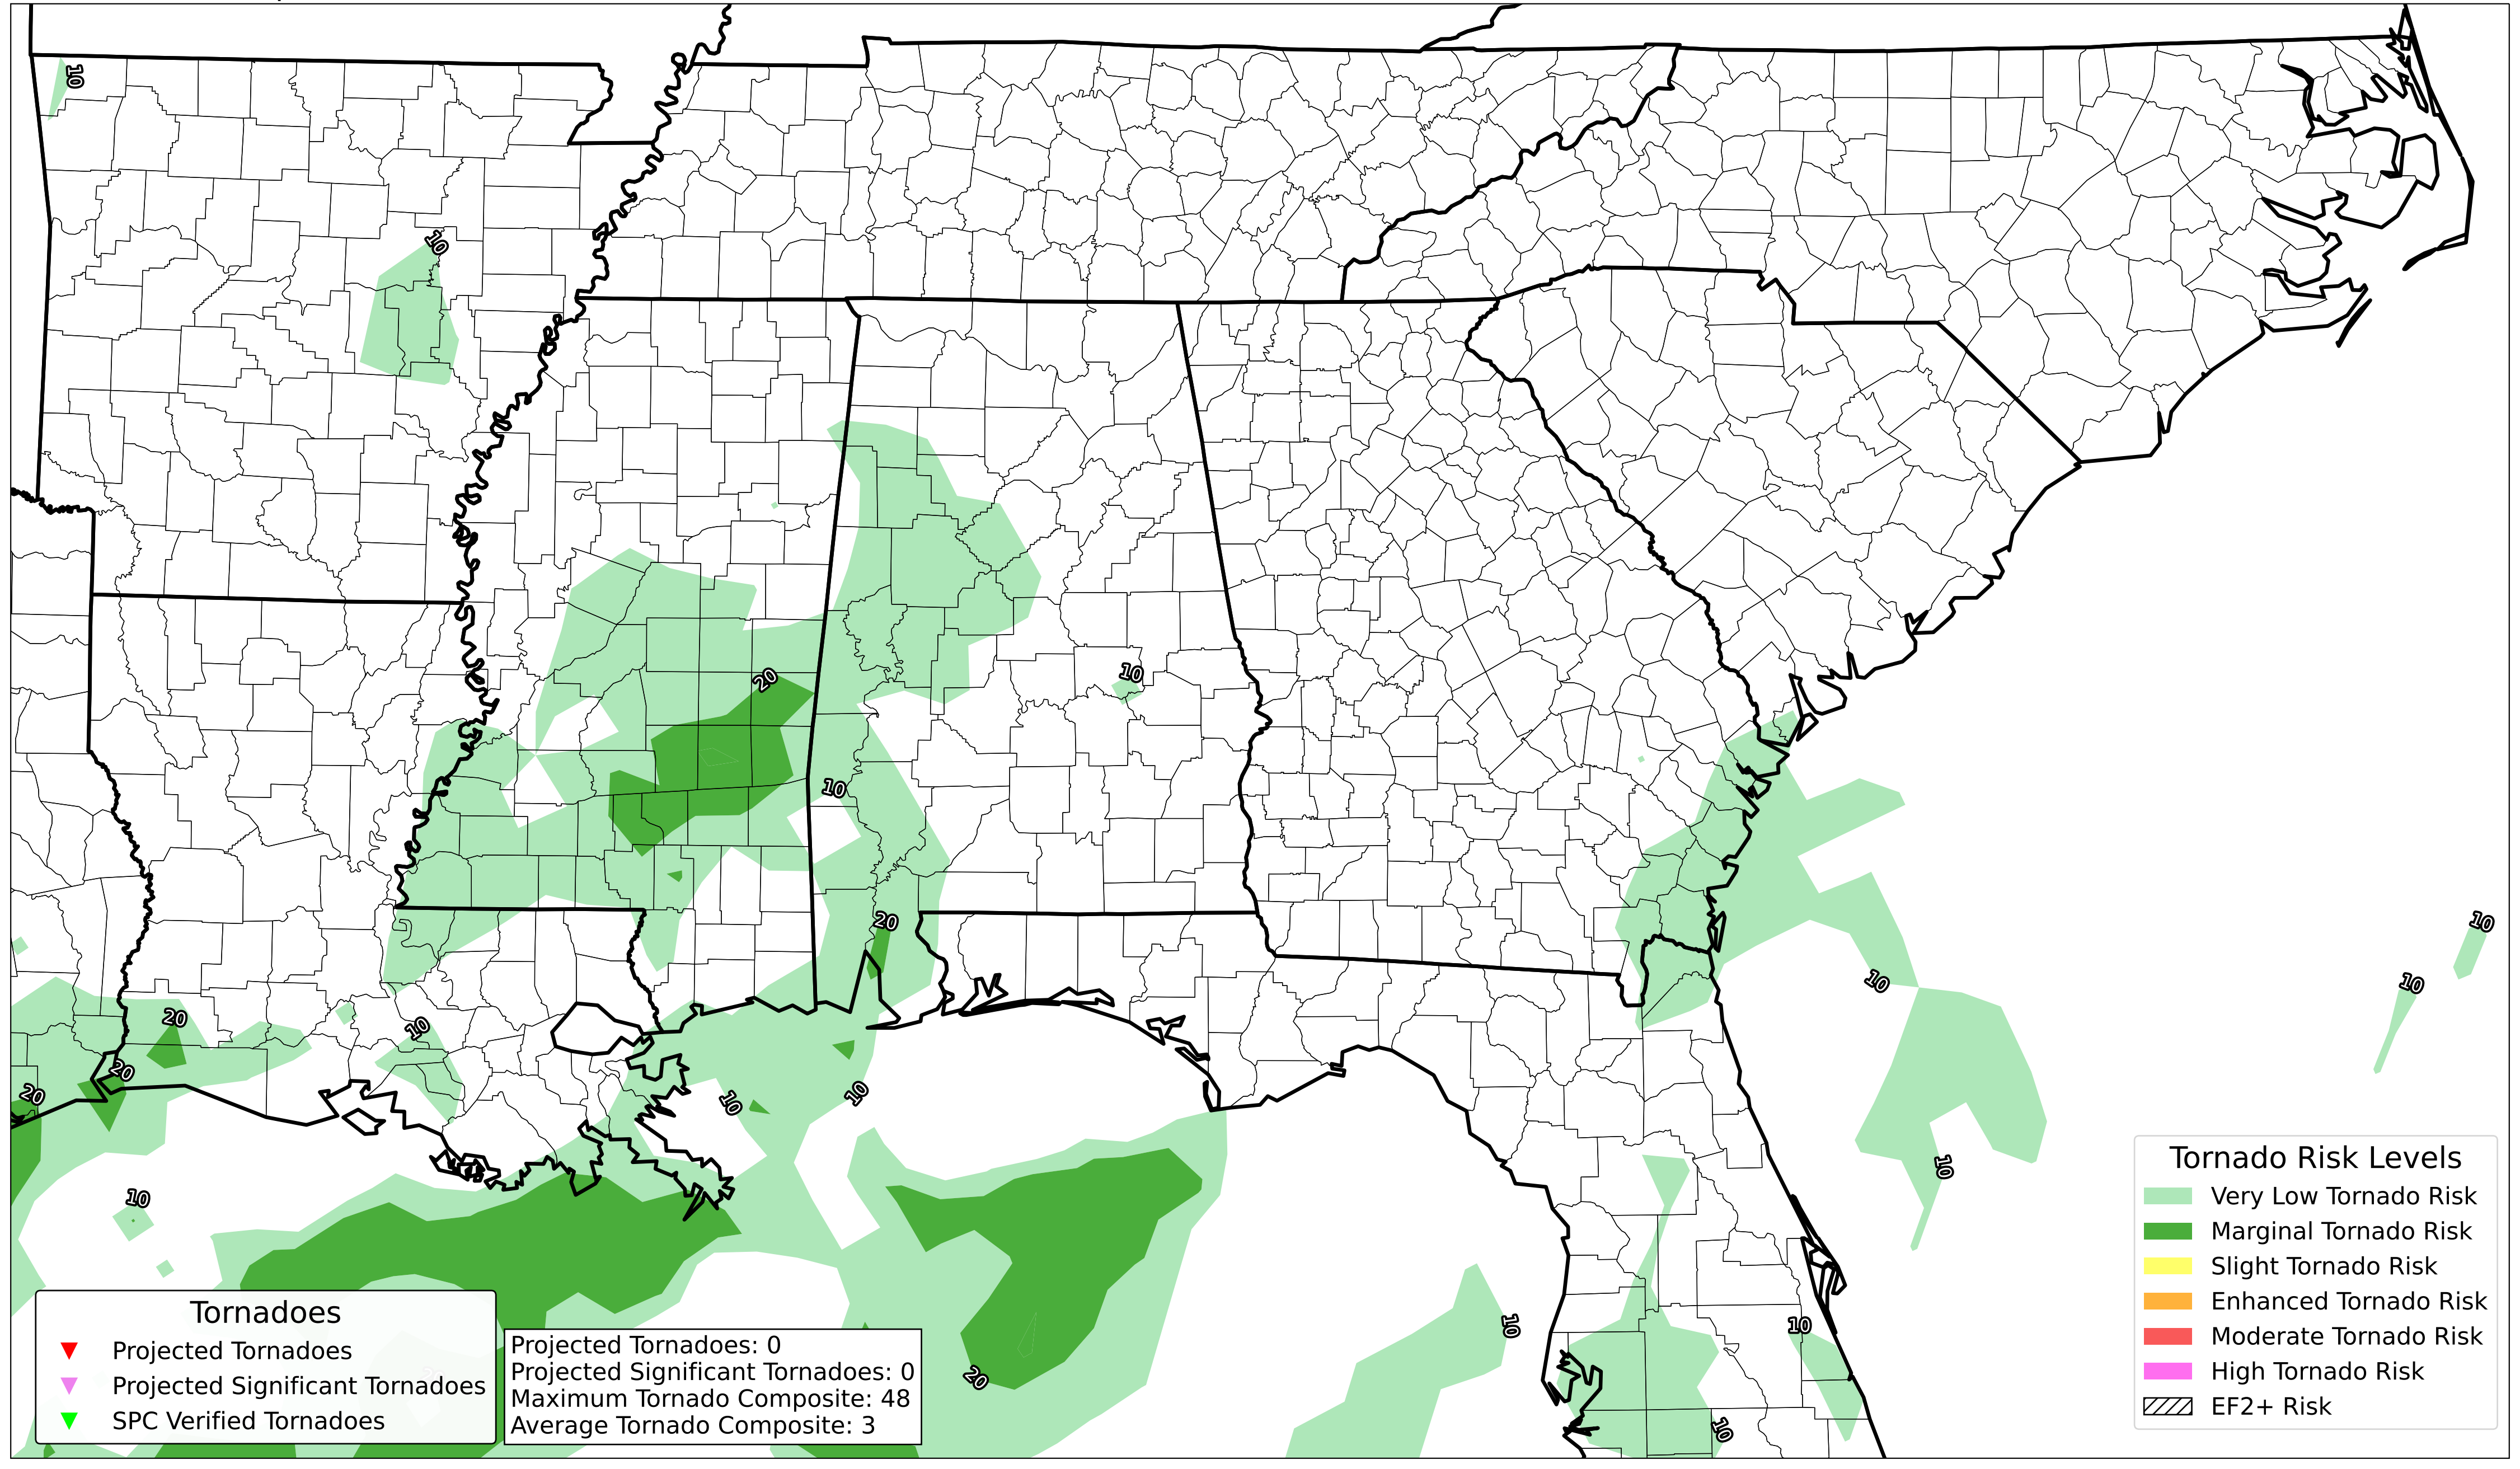 10
10
20
10
10
20
10
20
10
20
10
20
10
20
10
10
10
10
10
10
20
10
10
Tornadoes
Projected Tornadoes
Projected Significant Tornadoes
SPC Verified Tornadoes
Projected Tornadoes: 0
Projected Significant Tornadoes: 0
Maximum Tornado Composite: 48
Average Tornado Composite: 3
Tornado Risk Levels
Very Low Tornado Risk
Marginal Tornado Risk
Slight Tornado Risk
Enhanced Tornado Risk
Moderate Tornado Risk
High Tornado Risk
EF2+ Risk